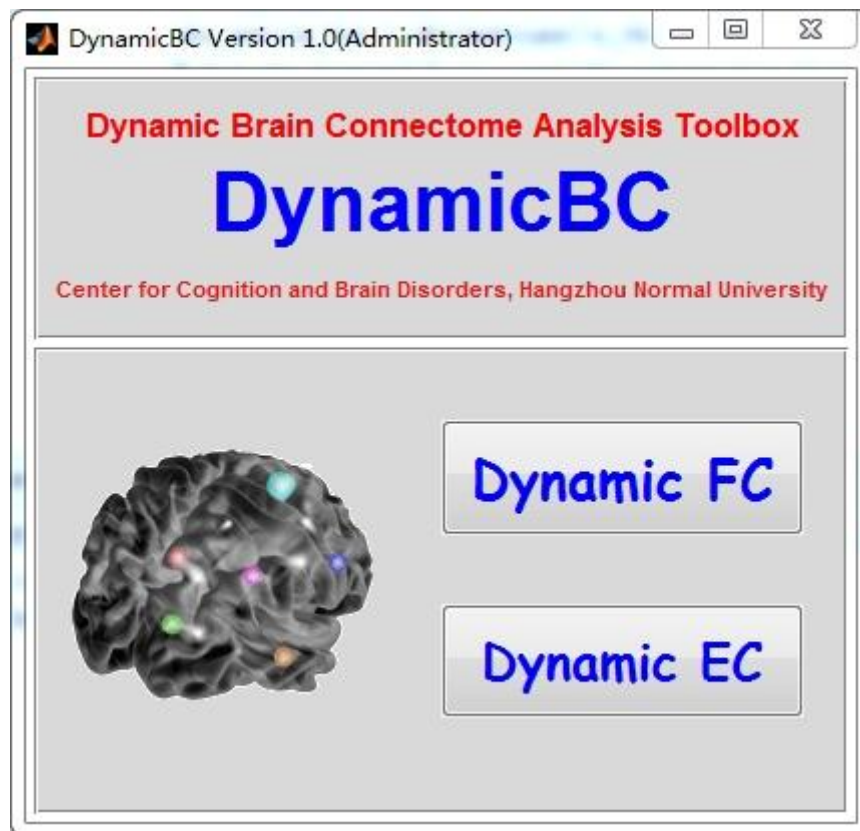 DynamicBC Version 1.0(Administrator)
Dynamic Brain Connectome Analysis Toolbox
DynamicBC
Center for Cognition and Brain Disorders, Hangzhou Normal University
Dynamic FC
Dynamic EC